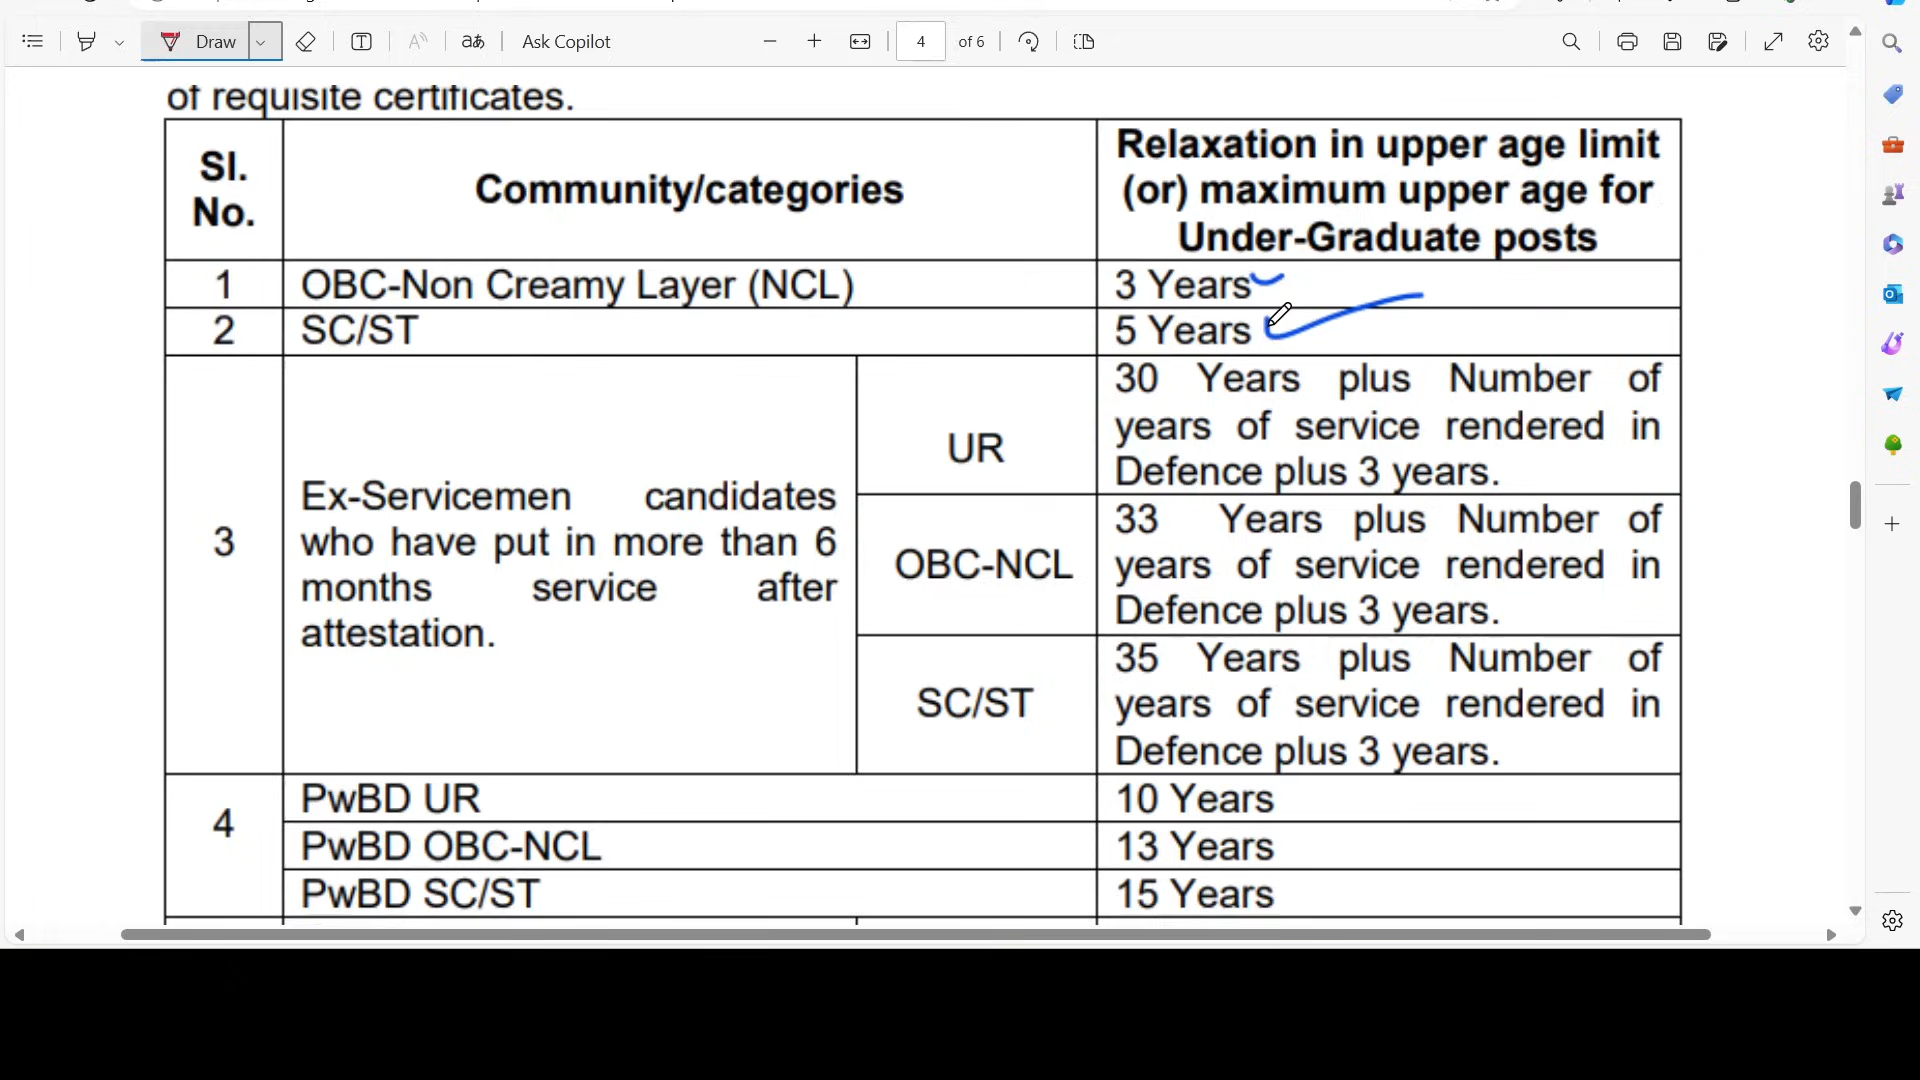 Draw
Ask Copilot
4 of 6
of requisite certificates.
Sl. No.
Community/categories
Relaxation in upper age limit
(or) maximum upper age for
Under-Graduate posts
1
OBC-Non Creamy Layer (NCL)
3 Years
2
SC/ST
5 Years
3
Ex-Servicemen candidates
who have put in more than 6
months service after
attestation.
UR
30 Years plus Number of
years of service rendered in
Defence plus 3 years.
OBC-NCL
33 Years plus Number of
years of service rendered in
Defence plus 3 years.
SC/ST
35 Years plus Number of
years of service rendered in
Defence plus 3 years.
4
PwBD UR
10 Years
PwBD OBC-NCL
13 Years
PwBD SC/ST
15 Years